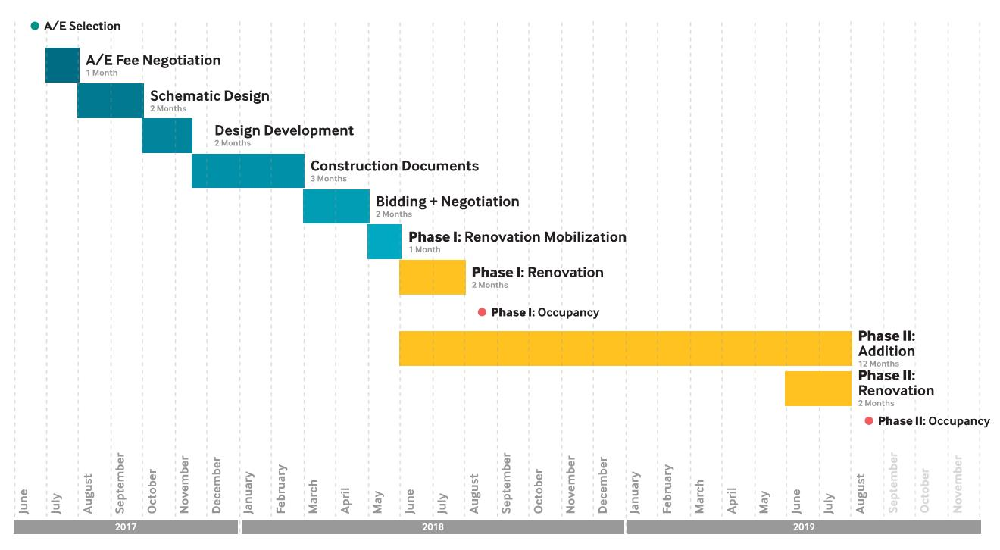 A/E Selection
A/E Fee Negotiation
1 Month
Schematic Design
2 Months
Design Development
2 Months
Construction Documents
3 Months
Bidding + Negotiation
2 Months
Phase I: Renovation Mobilization
1 Month
Phase I: Renovation
2 Months
Phase I: Occupancy
Phase II:
Addition
12 Months
Phase II:
Renovation
2 Months
Phase II: Occupancy
June
July
August
September
October
November
December
January
February
March
April
May
June
July
August
September
October
November
December
January
February
March
April
May
June
July
August
September
October
November
2017
2018
2019